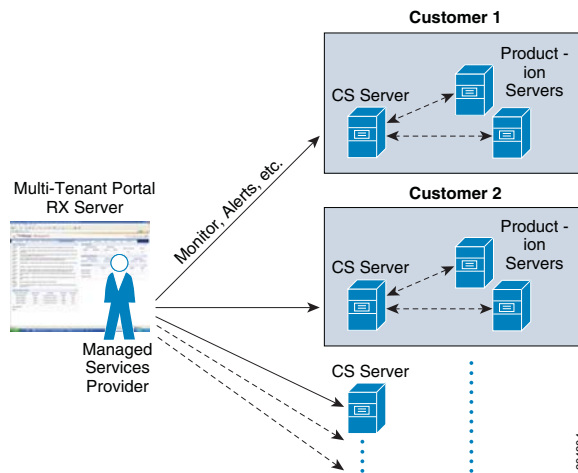 Customer 1
Product -
ion
Servers
CS Server
Monitor, Alerts, etc.
Multi-Tenant Portal
RX Server
Customer 2
Product -
ion
Servers
CS Server
Managed
Services
Provider
CS Server